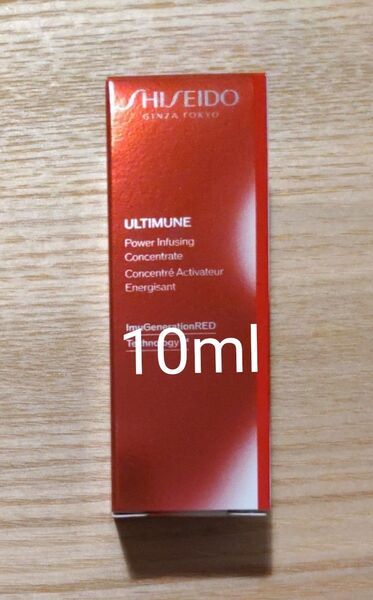 SHISEIDO
GINZA TOKYO
ULTIMUNE
Power Infusing
Concentrate
Concentré Activateur
Energisant
ImuGenerationRED
Technology
10ml